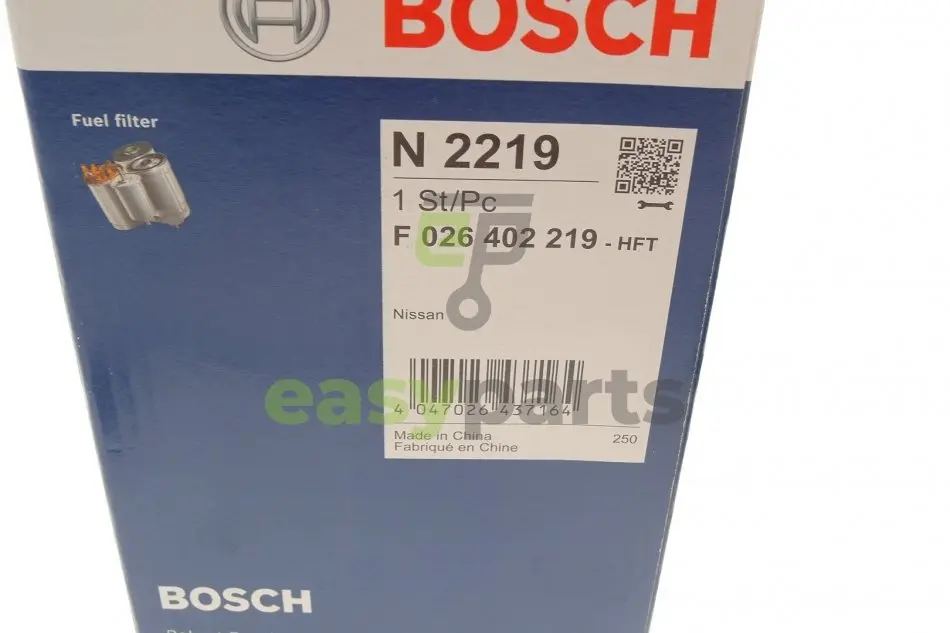 BOSCH
Fuel filter
N 2219
1 St/Pc
F 026 402 219 - HFT
Nissan
easyparts
4 047026 437164
Made in China
250
Fabriqué en Chine
BOSCH